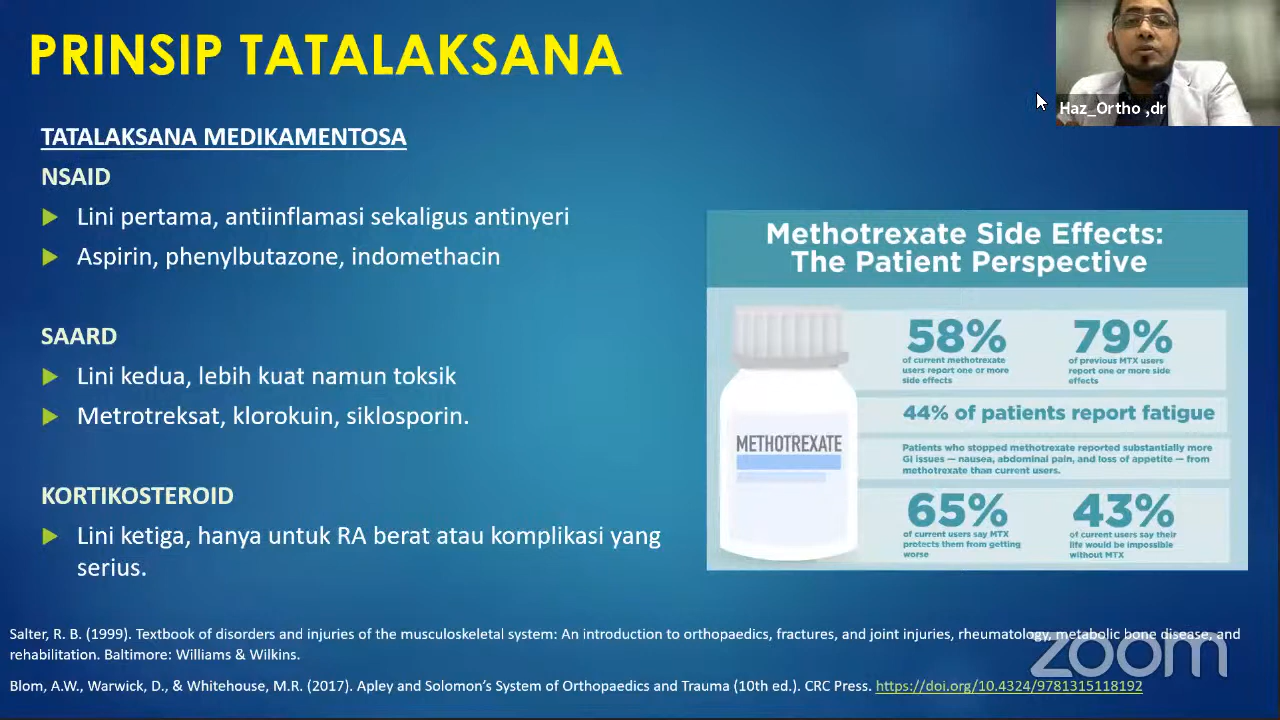 PRINSIP TATALAKSANA
Haz_Ortho ,dr
TATALAKSANA MEDIKAMENTOSA
NSAID
Lini pertama, antiinflamasi sekaligus antinyeri
Aspirin, phenylbutazone, indomethacin
SAARD
Lini kedua, lebih kuat namun toksik
Metrotreksat, klorokuin, siklosporin.
KORTIKOSTEROID
Lini ketiga, hanya untuk RA berat atau komplikasi yang
serius.
Methotrexate Side Effects:
The Patient Perspective
METHOTREXATE
58%
of current methotrexate
users report one or more
side effects
79%
of previous MTX users
report one or more side
effects
44% of patients report fatigue
Patients who stopped methotrexate reported substantially more
GI issues — nausea, abdominal pain, and loss of appetite — from
methotrexate than current users.
65%
of current users say MTX
protects them from getting
worse
43%
of current users say their
life would be impossible
without MTX
Salter, R. B. (1999). Textbook of disorders and injuries of the musculoskeletal system: An introduction to orthopaedics, fractures, and joint injuries, rheumatology, metabolic bone disease, and
rehabilitation. Baltimore: Williams & Wilkins.
Blom, A.W., Warwick, D., & Whitehouse, M.R. (2017). Apley and Solomon's System of Orthopaedics and Trauma (10th ed.). CRC Press. https://doi.org/10.4324/9781315118192
zoom